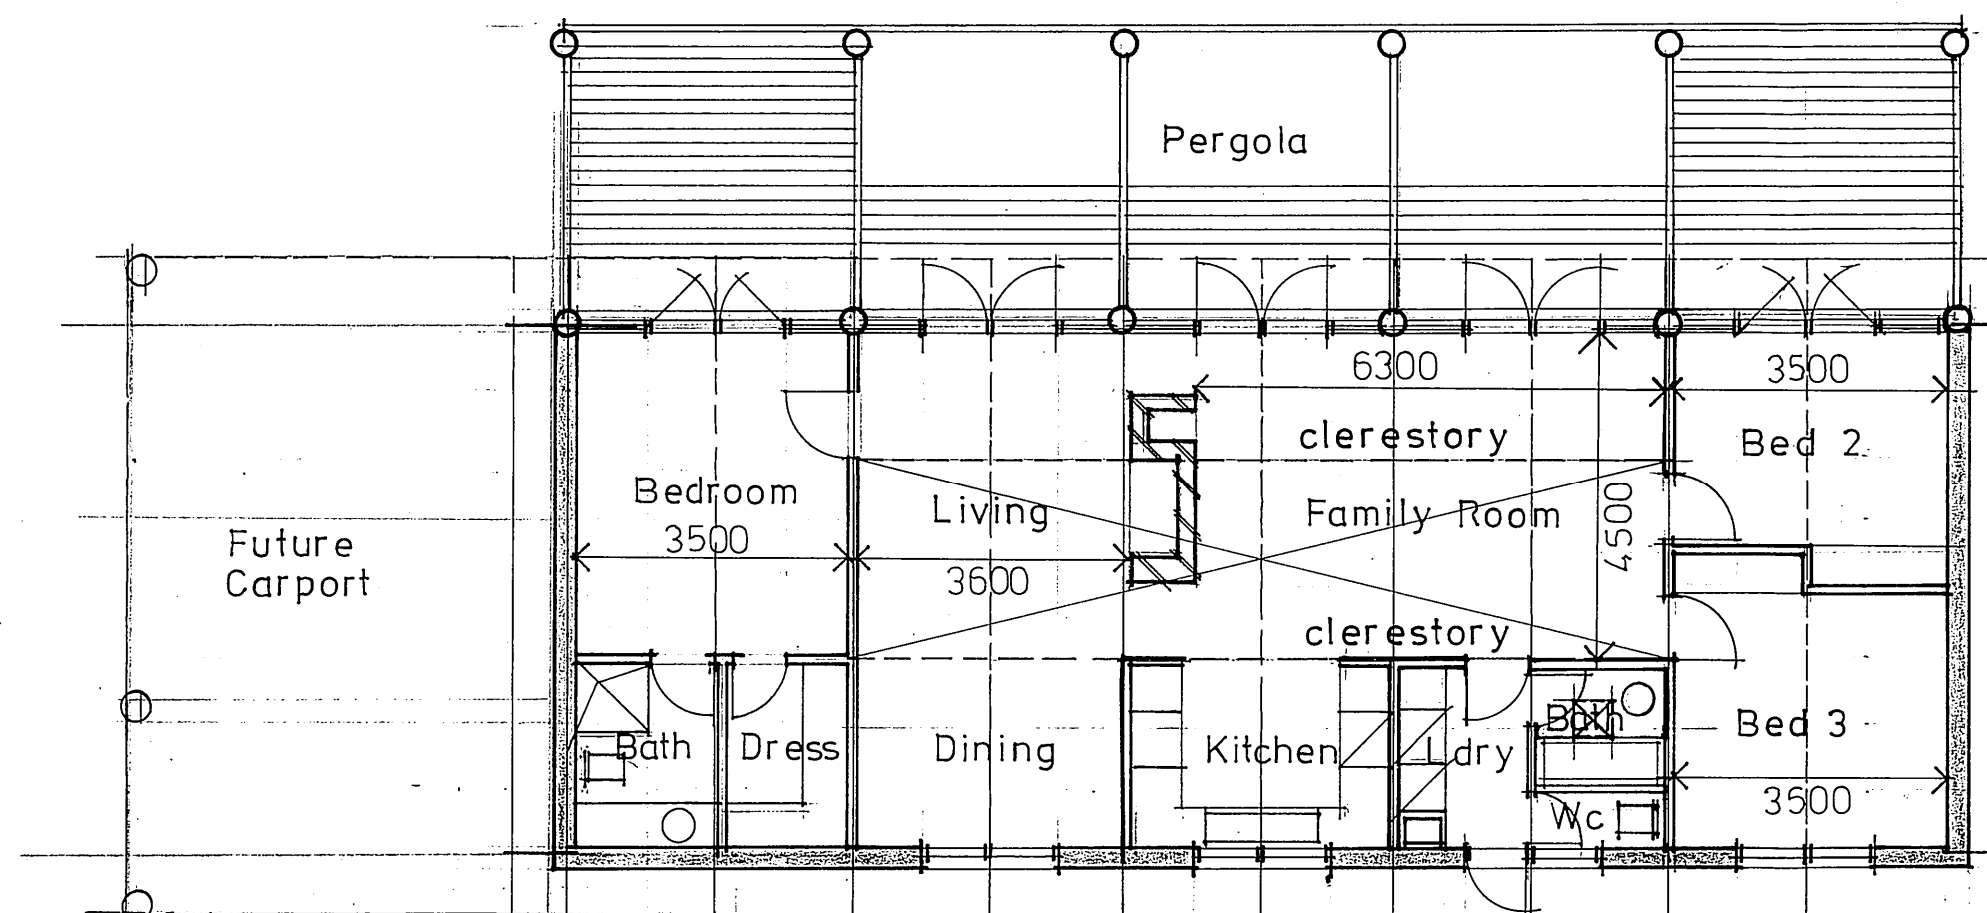 Pergola
6300
3500
clerestory
Bed 2
Bedroom
3500
Living
3600
Family Room
4500
Future
Carport
clerestory
Bath
Dress
Dining
Kitchen
Ldry
Bath
Wc
Bed 3
3500